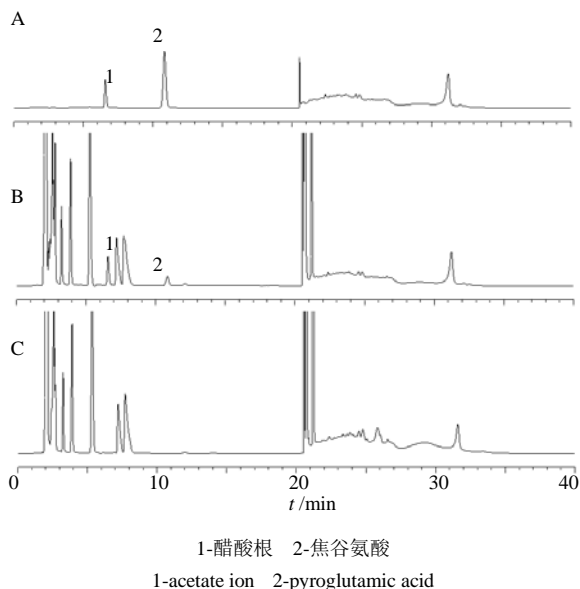 A
1
2
B
1
2
C
0 10 20 30 40
t /min
1-醋酸根 2-焦谷氨酸
1-acetate ion 2-pyroglutamic acid